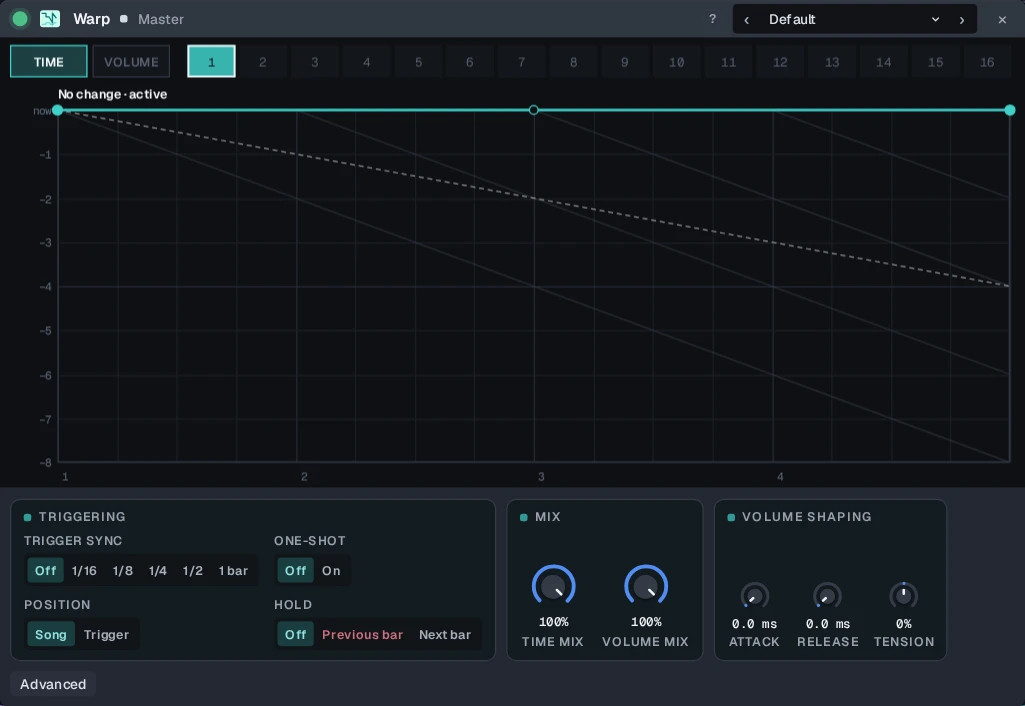 Warp Master ? ‹ Default ›
TIME VOLUME 1 2 3 4 5 6 7 8 9 10 11 12 13 14 15 16
No change · active
now
-1
-2
-3
-4
-5
-6
-7
-8
1 2 3 4
TRIGGERING
TRIGGER SYNC
Off 1/16 1/8 1/4 1/2 1 bar
POSITION
Song Trigger
ONE-SHOT
Off On
HOLD
Off Previous bar Next bar
MIX
100% 100%
TIME MIX VOLUME MIX
VOLUME SHAPING
0.0 ms 0.0 ms 0%
ATTACK RELEASE TENSION
Advanced